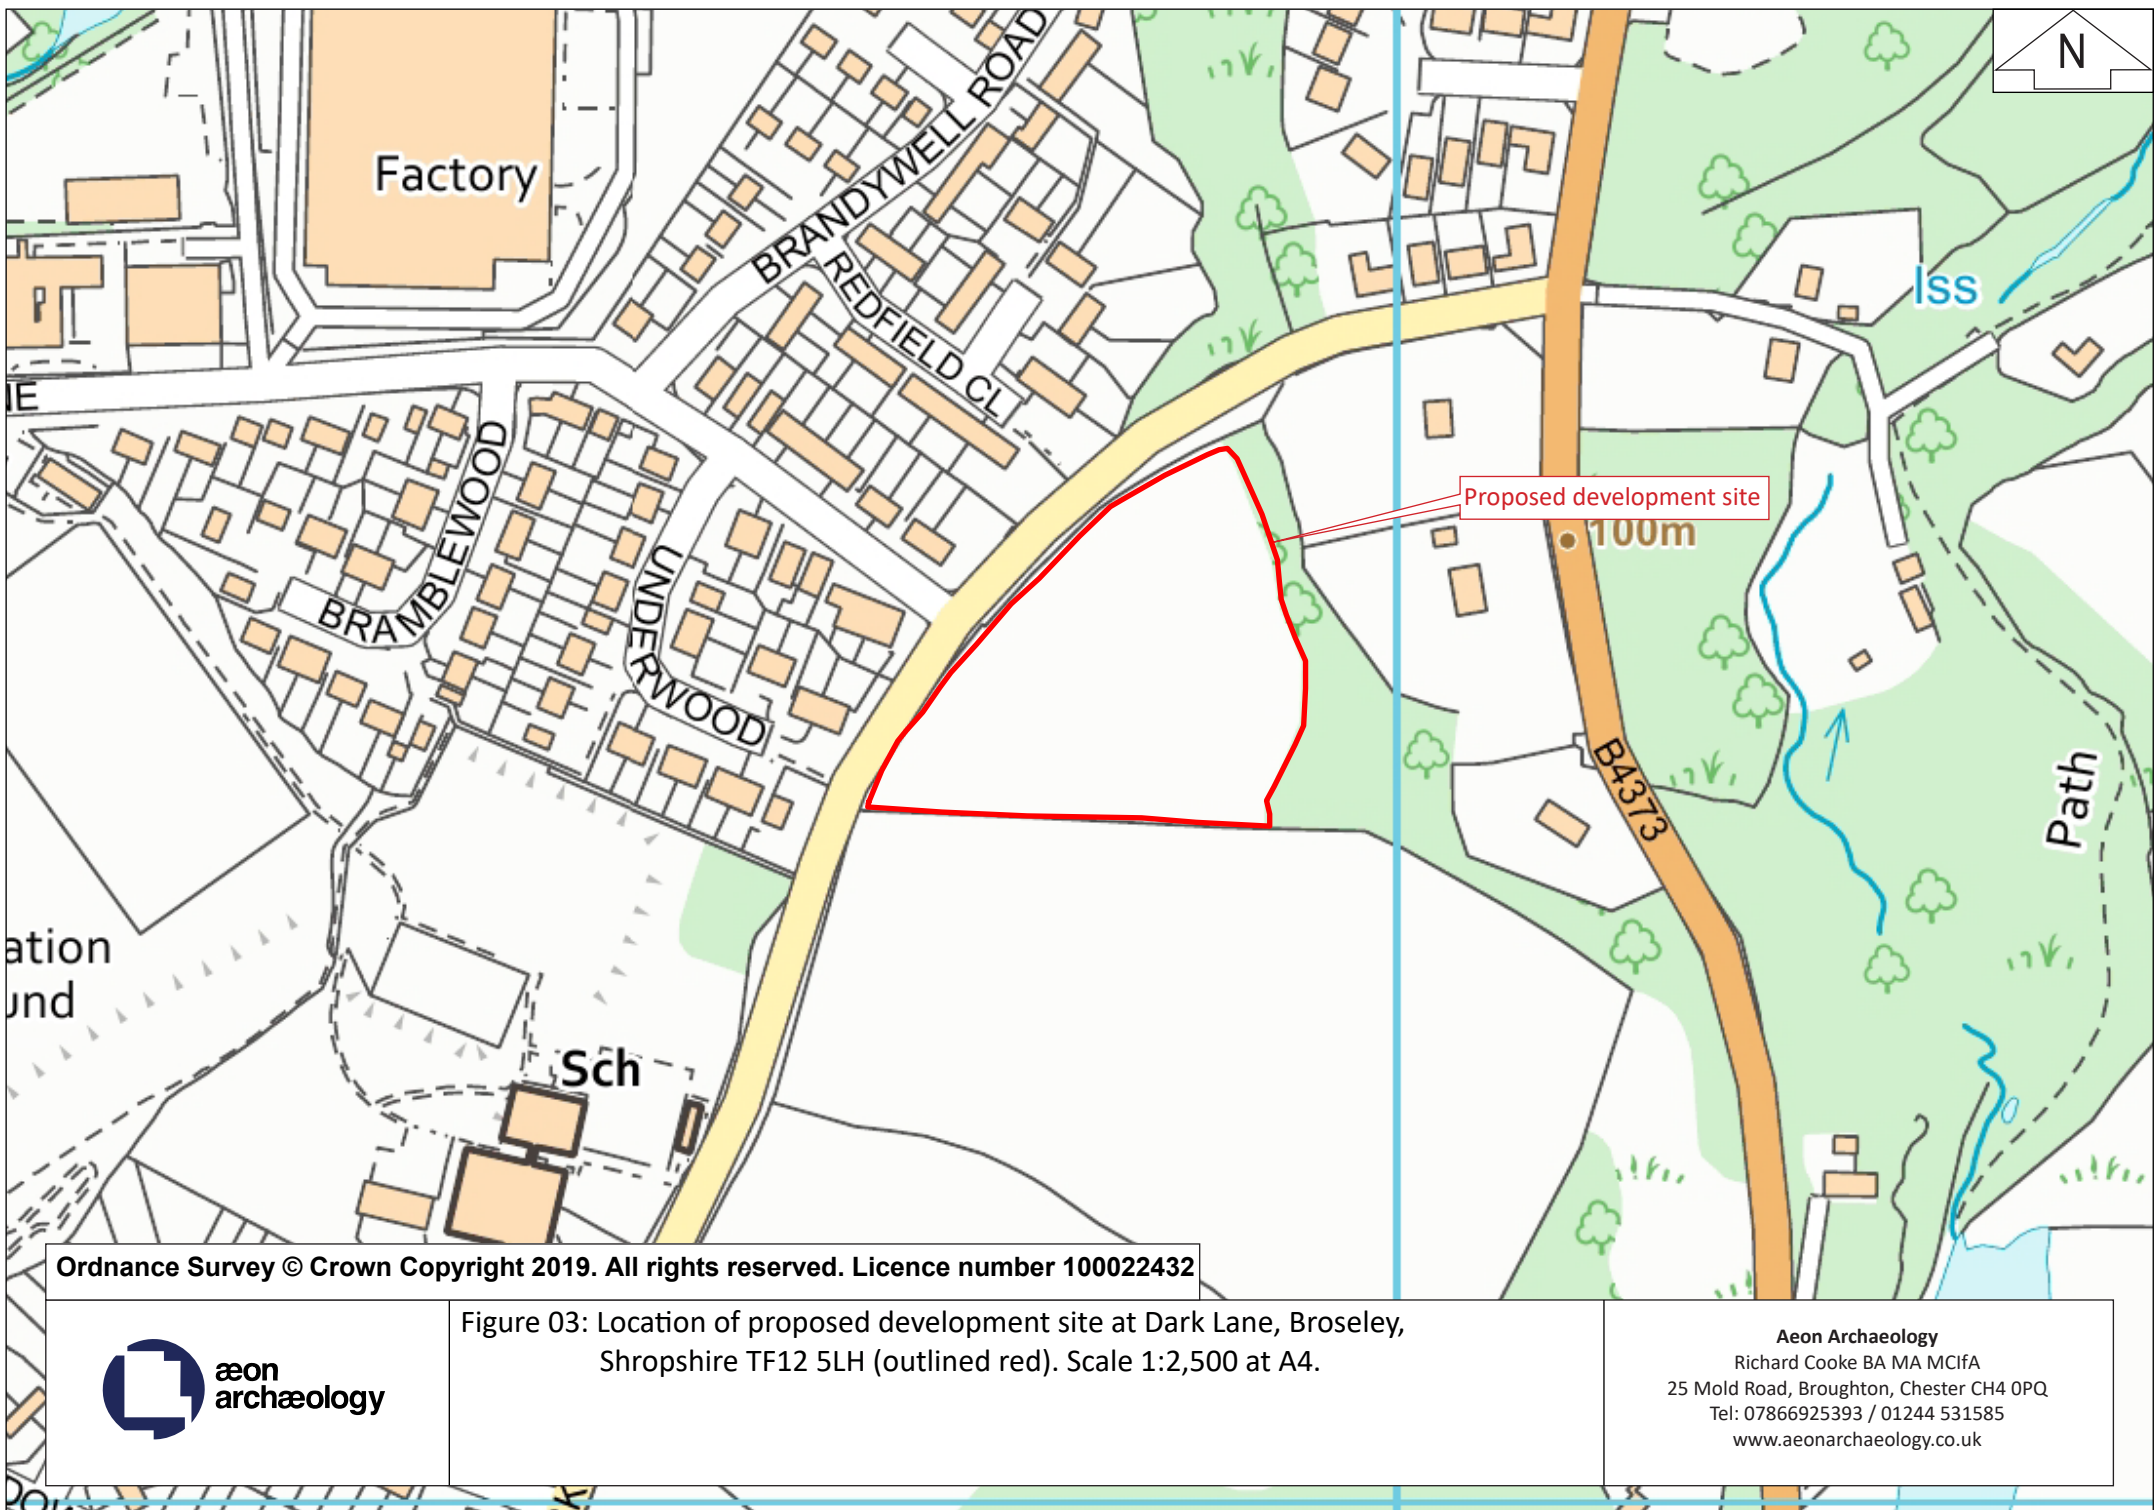 N
Factory
BRANDYWELL ROAD
REDFIELD CL
Iss
BRAMBLEWOOD
UNDERWOOD
Proposed development site
100m
B4373
Path
ation
und
Sch
Ordnance Survey © Crown Copyright 2019. All rights reserved. Licence number 100022432
æon
archæology
Figure 03: Location of proposed development site at Dark Lane, Broseley,
Shropshire TF12 5LH (outlined red). Scale 1:2,500 at A4.
Aeon Archaeology
Richard Cooke BA MA MCIfA
25 Mold Road, Broughton, Chester CH4 0PQ
Tel: 07866925393 / 01244 531585
www.aeonarchaeology.co.uk